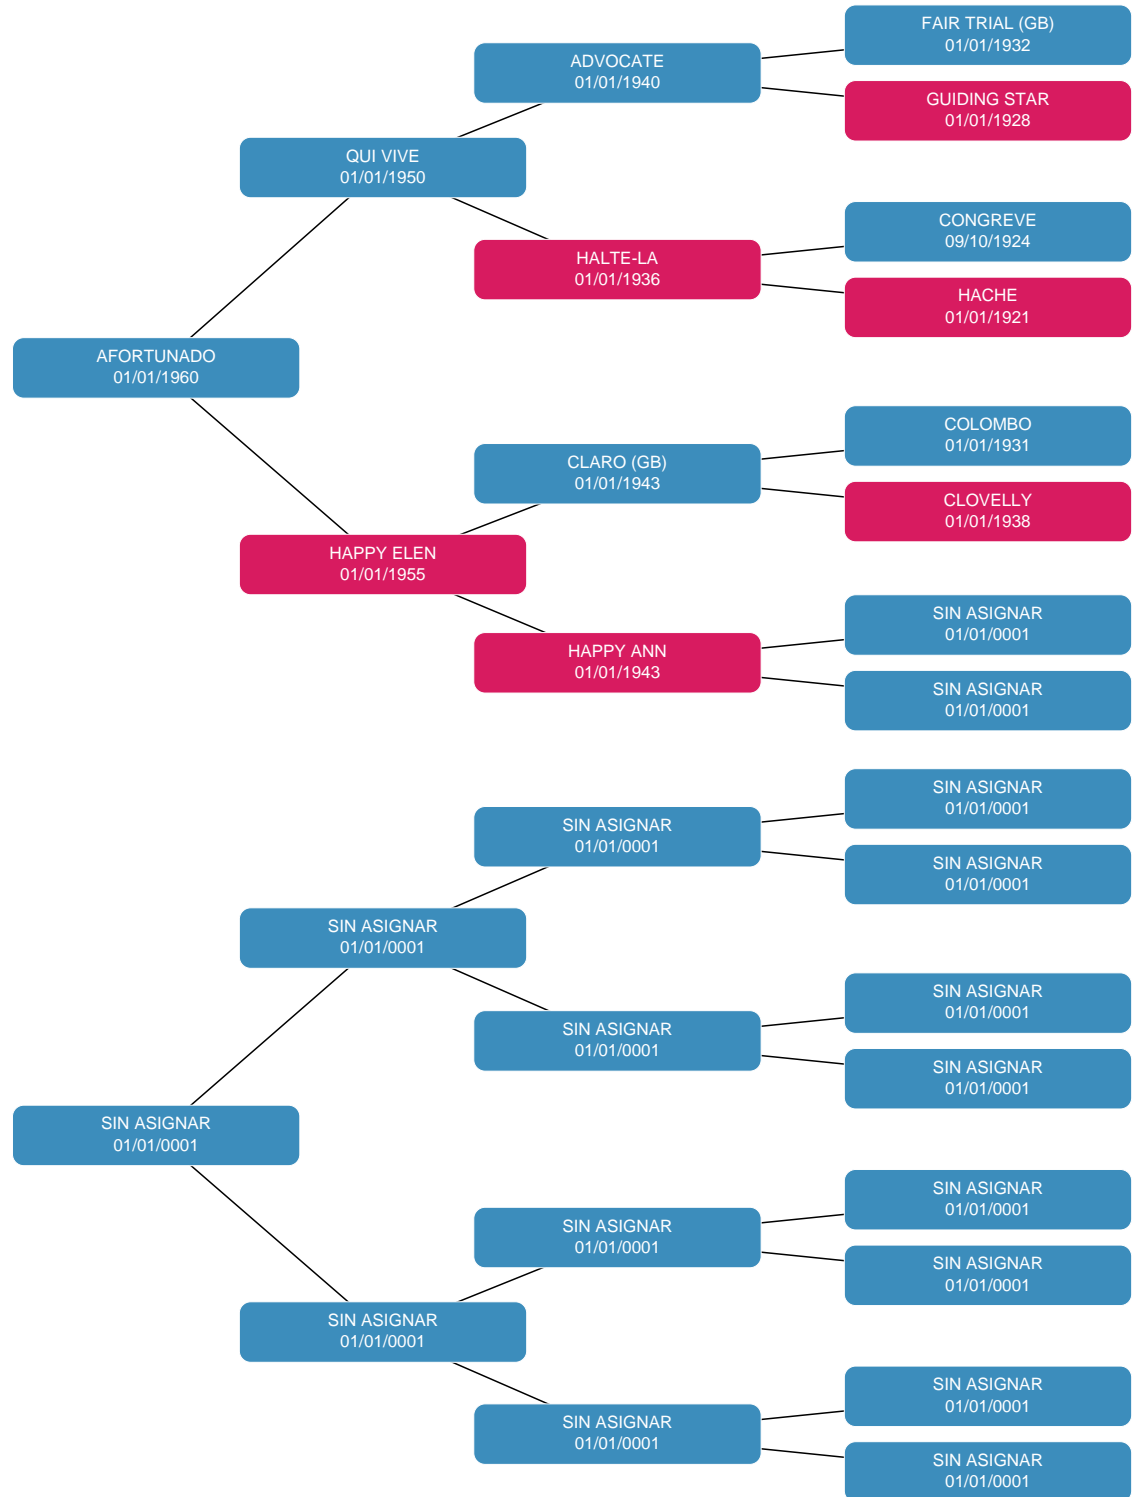 FAIR TRIAL (GB)
01/01/1932
ADVOCATE
01/01/1940
GUIDING STAR
01/01/1928
QUI VIVE
01/01/1950
CONGREVE
09/10/1924
HALTE-LA
01/01/1936
HACHE
01/01/1921
AFORTUNADO
01/01/1960
COLOMBO
01/01/1931
CLARO (GB)
01/01/1943
CLOVELLY
01/01/1938
HAPPY ELEN
01/01/1955
SIN ASIGNAR
01/01/0001
HAPPY ANN
01/01/1943
SIN ASIGNAR
01/01/0001
SIN ASIGNAR
01/01/0001
SIN ASIGNAR
01/01/0001
SIN ASIGNAR
01/01/0001
SIN ASIGNAR
01/01/0001
SIN ASIGNAR
01/01/0001
SIN ASIGNAR
01/01/0001
SIN ASIGNAR
01/01/0001
SIN ASIGNAR
01/01/0001
SIN ASIGNAR
01/01/0001
SIN ASIGNAR
01/01/0001
SIN ASIGNAR
01/01/0001
SIN ASIGNAR
01/01/0001
SIN ASIGNAR
01/01/0001
SIN ASIGNAR
01/01/0001
SIN ASIGNAR
01/01/0001